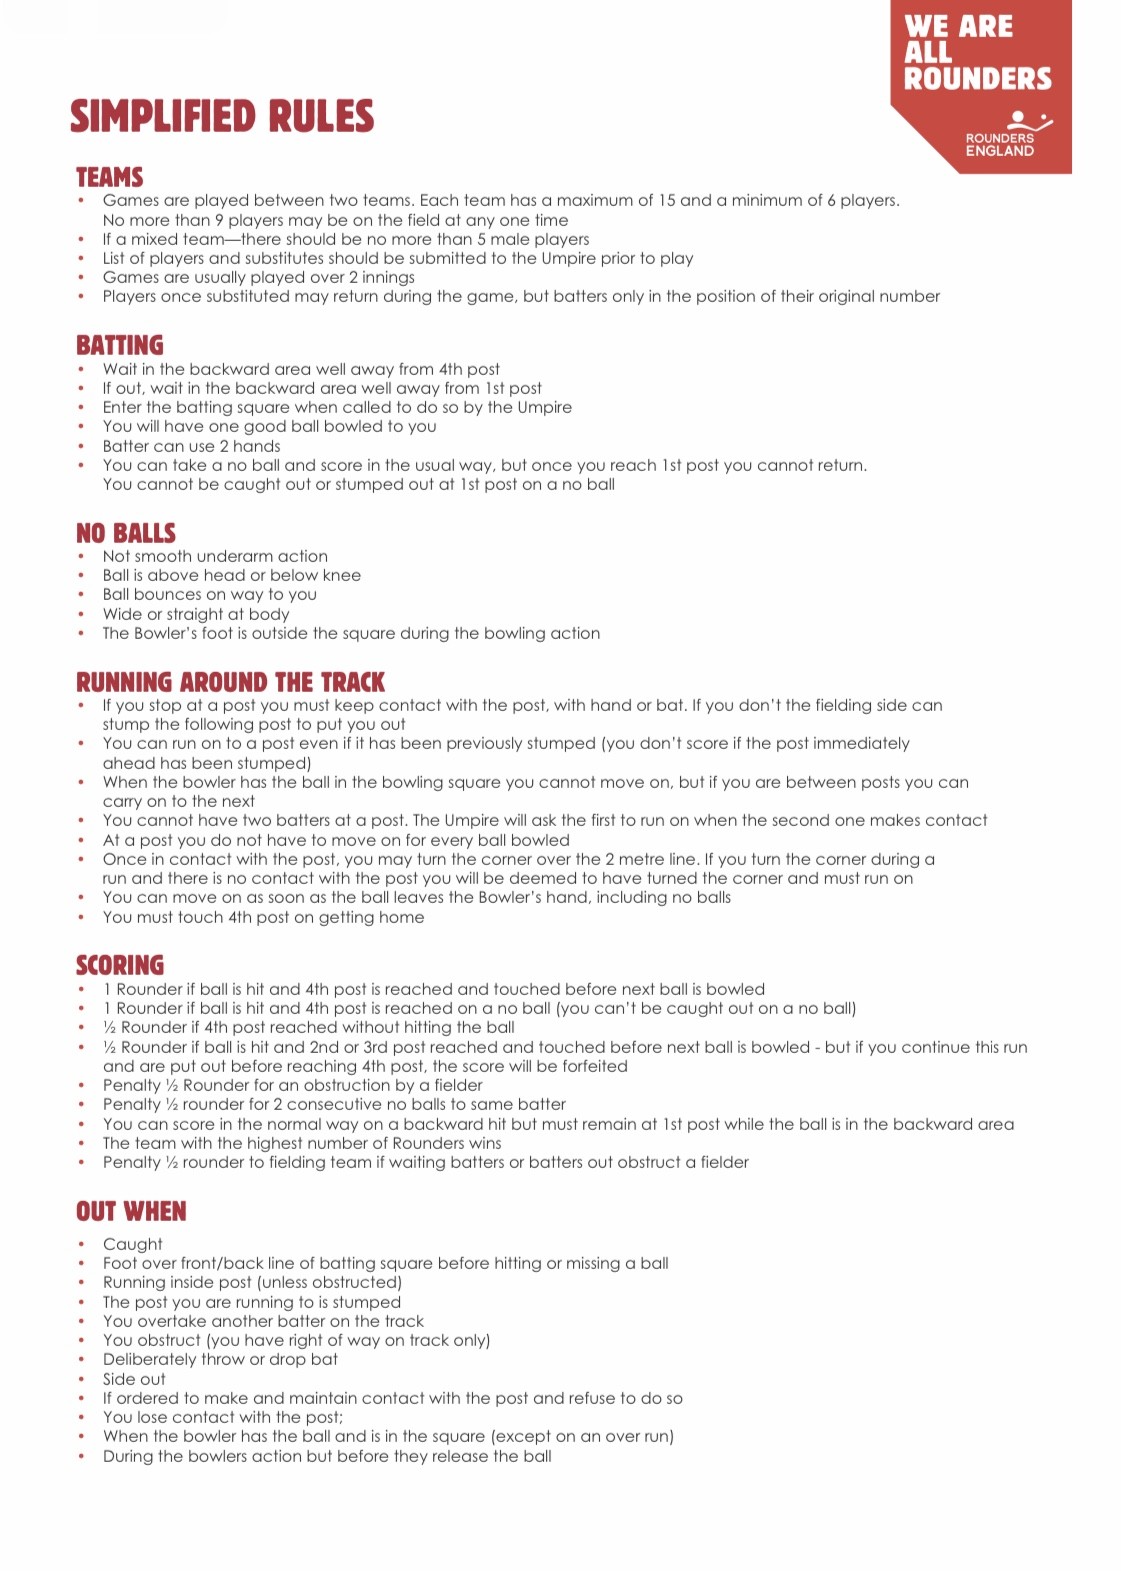 WE ARE
ALL
ROUNDERS
ROUNDERS
ENGLAND
SIMPLIFIED RULES
TEAMS
• Games are played between two teams. Each team has a maximum of 15 and a minimum of 6 players.
No more than 9 players may be on the field at any one time
• If a mixed team—there should be no more than 5 male players
• List of players and substitutes should be submitted to the Umpire prior to play
• Games are usually played over 2 innings
• Players once substituted may return during the game, but batters only in the position of their original number
BATTING
• Wait in the backward area well away from 4th post
• If out, wait in the backward area well away from 1st post
• Enter the batting square when called to do so by the Umpire
• You will have one good ball bowled to you
• Batter can use 2 hands
• You can take a no ball and score in the usual way, but once you reach 1st post you cannot return.
You cannot be caught out or stumped out at 1st post on a no ball
NO BALLS
• Not smooth underarm action
• Ball is above head or below knee
• Ball bounces on way to you
• Wide or straight at body
• The Bowler's foot is outside the square during the bowling action
RUNNING AROUND THE TRACK
• If you stop at a post you must keep contact with the post, with hand or bat. If you don't the fielding side can
stump the following post to put you out
• You can run on to a post even if it has been previously stumped (you don't score if the post immediately
ahead has been stumped)
• When the bowler has the ball in the bowling square you cannot move on, but if you are between posts you can
carry on to the next
• You cannot have two batters at a post. The Umpire will ask the first to run on when the second one makes contact
• At a post you do not have to move on for every ball bowled
• Once in contact with the post, you may turn the corner over the 2 metre line. If you turn the corner during a
run and there is no contact with the post you will be deemed to have turned the corner and must run on
• You can move on as soon as the ball leaves the Bowler's hand, including no balls
• You must touch 4th post on getting home
SCORING
• 1 Rounder if ball is hit and 4th post is reached and touched before next ball is bowled
• 1 Rounder if ball is hit and 4th post is reached on a no ball (you can't be caught out on a no ball)
• ½ Rounder if 4th post reached without hitting the ball
• ½ Rounder if ball is hit and 2nd or 3rd post reached and touched before next ball is bowled - but if you continue this run
and are put out before reaching 4th post, the score will be forfeited
• Penalty ½ Rounder for an obstruction by a fielder
• Penalty ½ rounder for 2 consecutive no balls to same batter
• You can score in the normal way on a backward hit but must remain at 1st post while the ball is in the backward area
• The team with the highest number of Rounders wins
• Penalty ½ rounder to fielding team if waiting batters or batters out obstruct a fielder
OUT WHEN
• Caught
• Foot over front/back line of batting square before hitting or missing a ball
• Running inside post (unless obstructed)
• The post you are running to is stumped
• You overtake another batter on the track
• You obstruct (you have right of way on track only)
• Deliberately throw or drop bat
• Side out
• If ordered to make and maintain contact with the post and refuse to do so
• You lose contact with the post;
• When the bowler has the ball and is in the square (except on an over run)
• During the bowlers action but before they release the ball